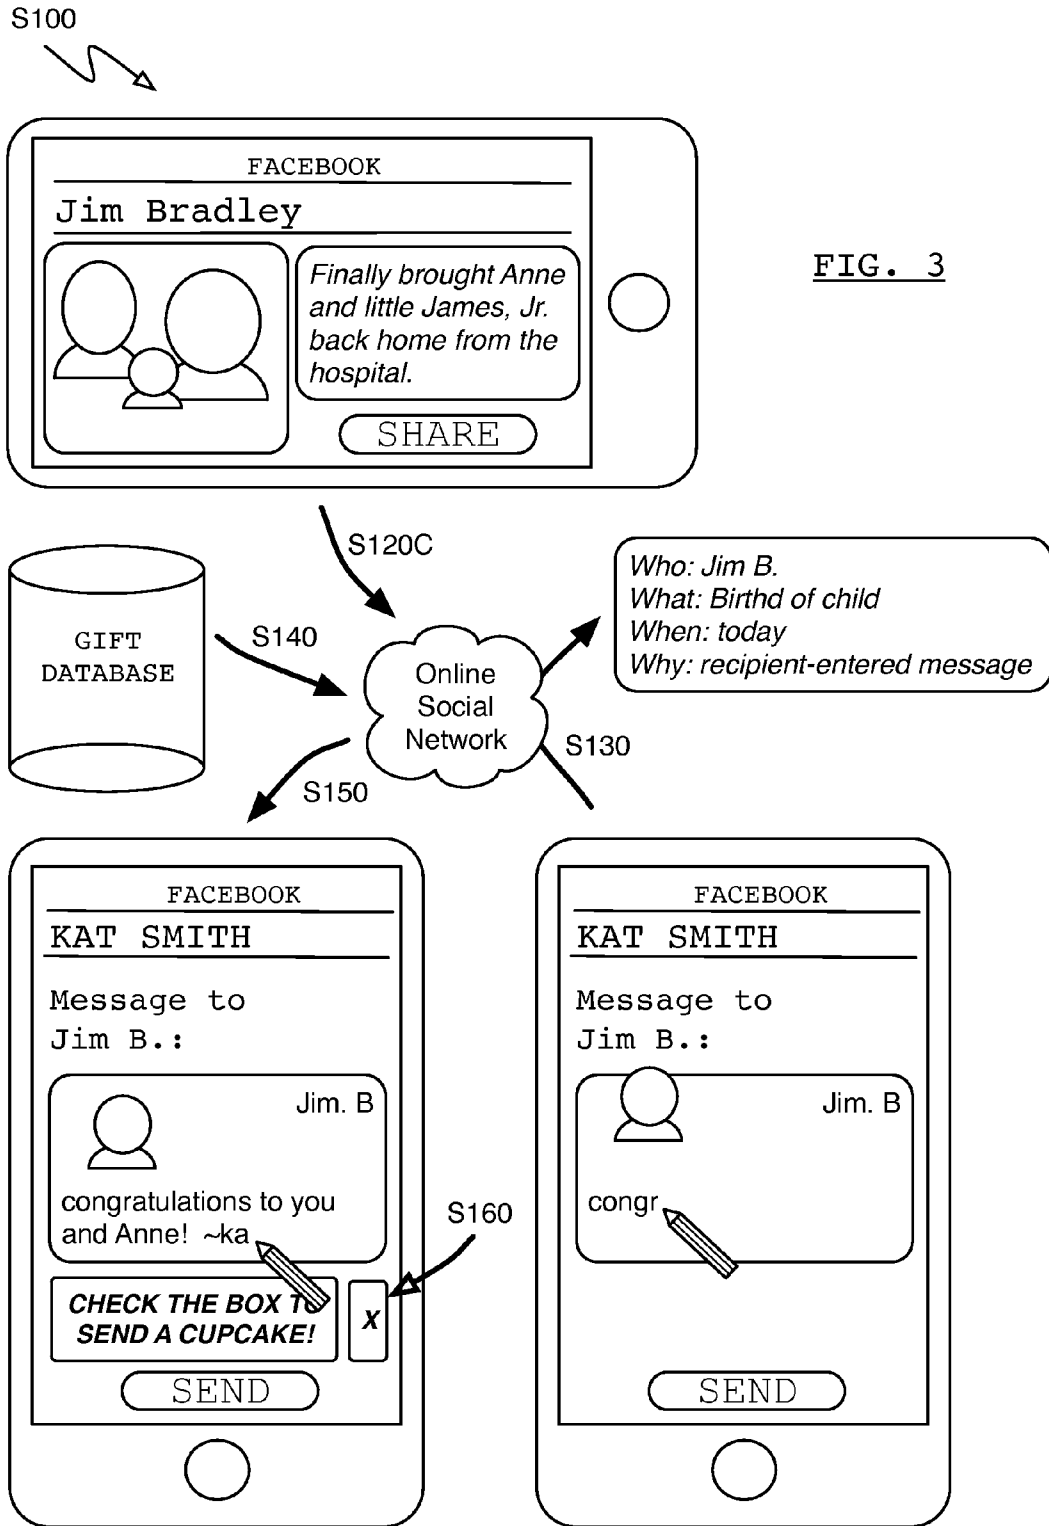 S100
FACEBOOK
Jim Bradley
Finally brought Anne
and little James, Jr.
back home from the
hospital.
SHARE
FIG. 3
S120C
Who: Jim B.
What: Birthd of child
When: today
Why: recipient-entered message
GIFT
DATABASE
S140
Online
Social
Network
S130
S150
FACEBOOK
KAT SMITH
Message to
Jim B.:
Jim. B
congratulations to you
and Anne! ~ka
CHECK THE BOX TO
SEND A CUPCAKE!
X
SEND
S160
FACEBOOK
KAT SMITH
Message to
Jim B.:
Jim. B
congr
SEND